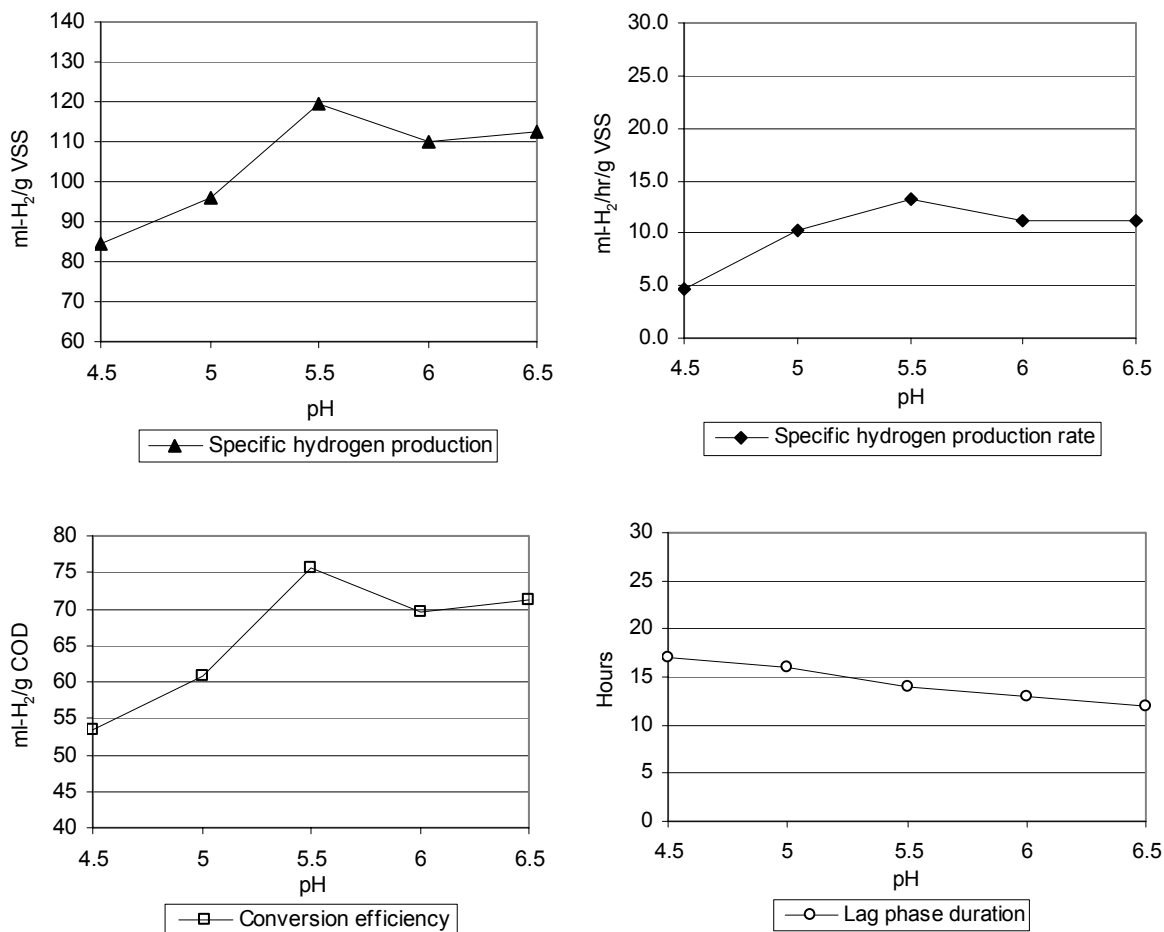 140
130
120
110
100
90
80
70
60
ml-H₂/g VSS
4.5 5 5.5 6 6.5
pH
Specific hydrogen production
30.0
25.0
20.0
15.0
10.0
5.0
0.0
ml-H₂/hr/g VSS
4.5 5 5.5 6 6.5
pH
Specific hydrogen production rate
80
75
70
65
60
55
50
45
40
ml-H₂/g COD
4.5 5 5.5 6 6.5
pH
Conversion efficiency
30
25
20
15
10
5
0
Hours
4.5 5 5.5 6 6.5
pH
Lag phase duration